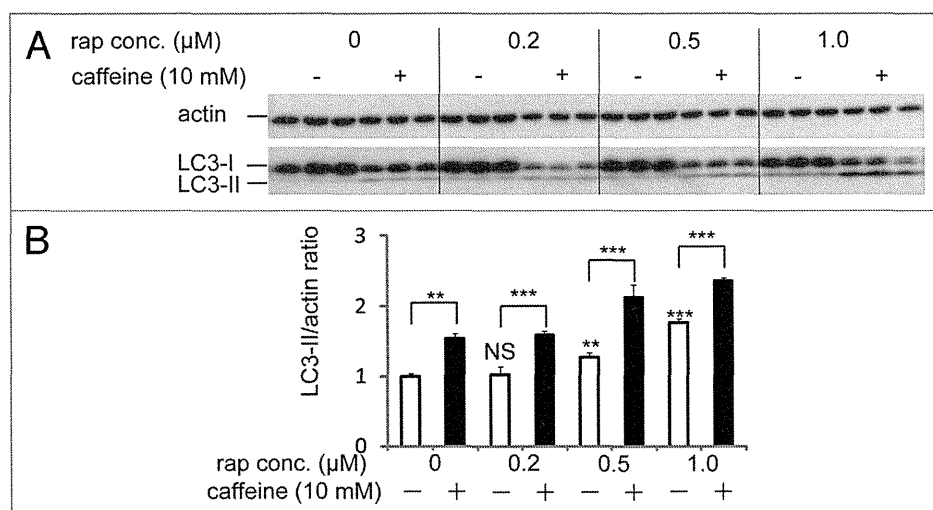 A
rap conc. (µM) 0 0.2 0.5 1.0
caffeine (10 mM) - + - + - + - +
actin
LC3-I
LC3-II
B
LC3-II/actin ratio
3
2
1
0
** *** *** ***
NS ** ***
rap conc. (µM) 0 0.2 0.5 1.0
caffeine (10 mM) − + − + − + − +